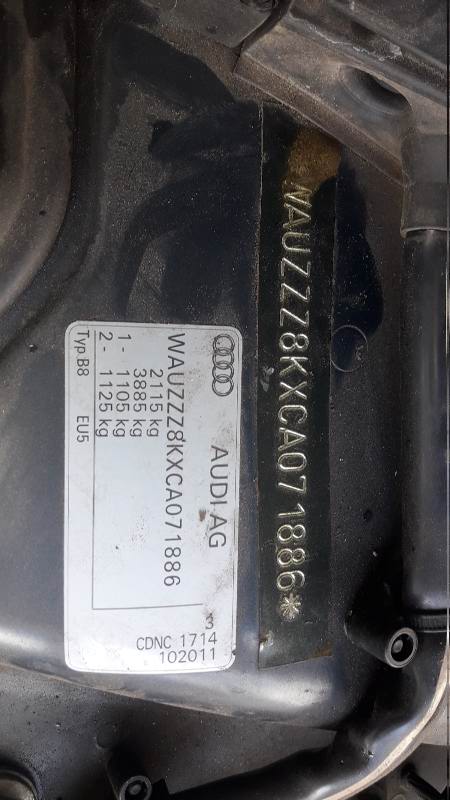 WAUZZZ8KXCA071886*
AUDI AG
WAUZZZ8KXCA071886
2115 kg
3885 kg
1 - 1105 kg
2 - 1125 kg
Typ B8 EU5
3
CDNC 1714
102011